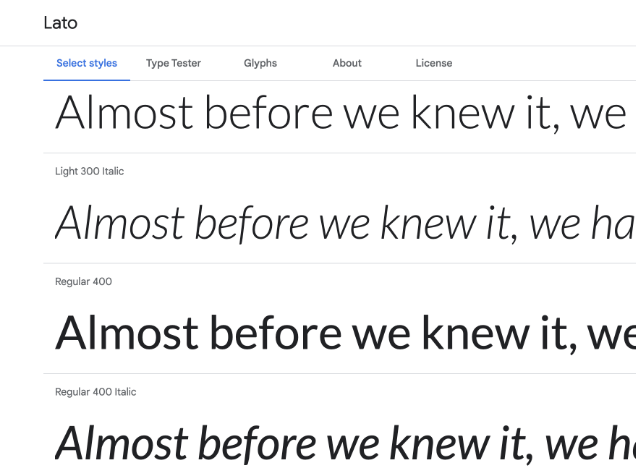 Lato
Select styles Type Tester Glyphs About License
Almost before we knew it, we
Light 300 Italic
Almost before we knew it, we ha
Regular 400
Almost before we knew it, we
Regular 400 Italic
Almost before we knew it, we ha